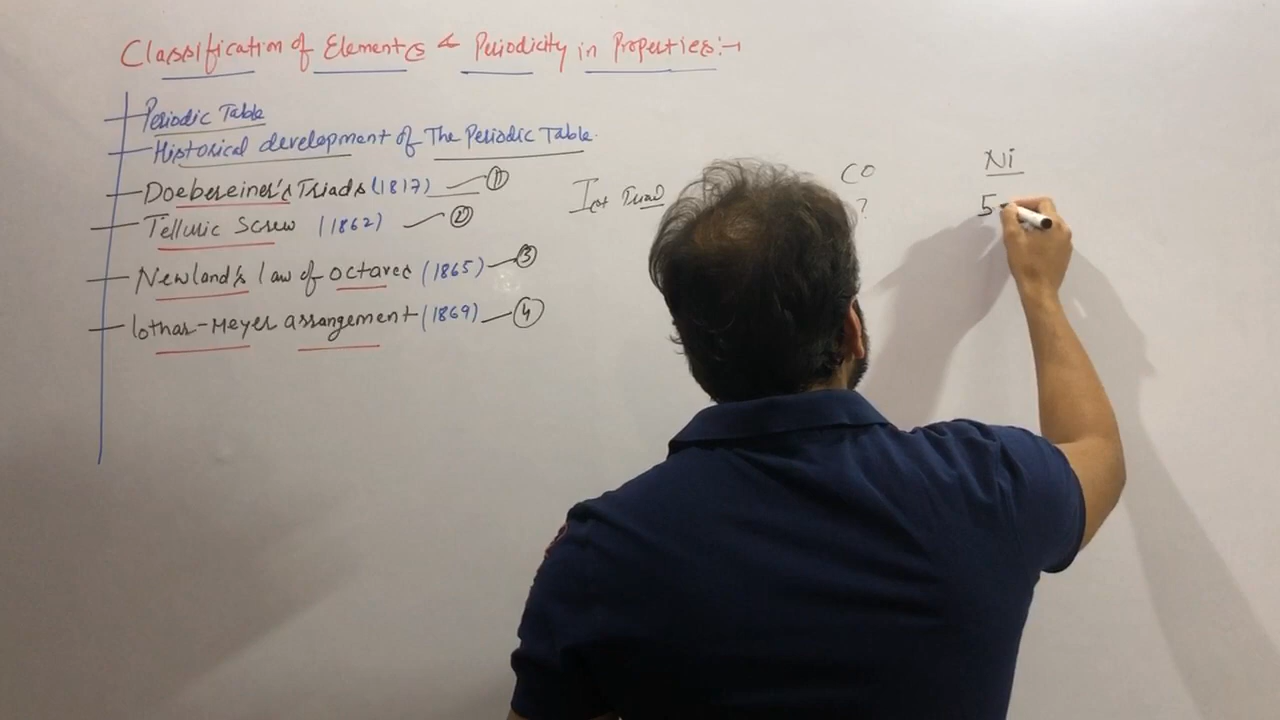 Classification of Elements & Periodicity in Properties:-
Periodic Table
Historical development of The Periodic Table.
Doebereiner's Triads (1817) ①
Telluric Screw (1862) ②
Newland's law of octaves (1865) ③
lothar-Meyer arrangement (1869) ④
Ist Triad
CO
Ni
?
5